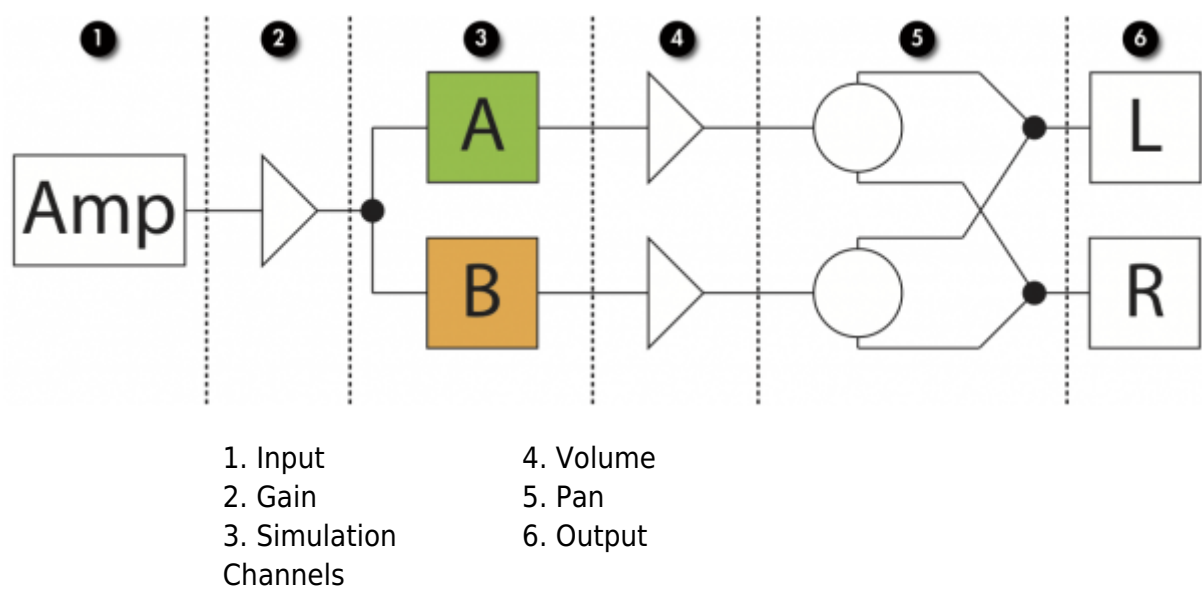 1 2 3 4 5 6
A L
Amp
B R
1. Input
2. Gain
3. Simulation
Channels
4. Volume
5. Pan
6. Output